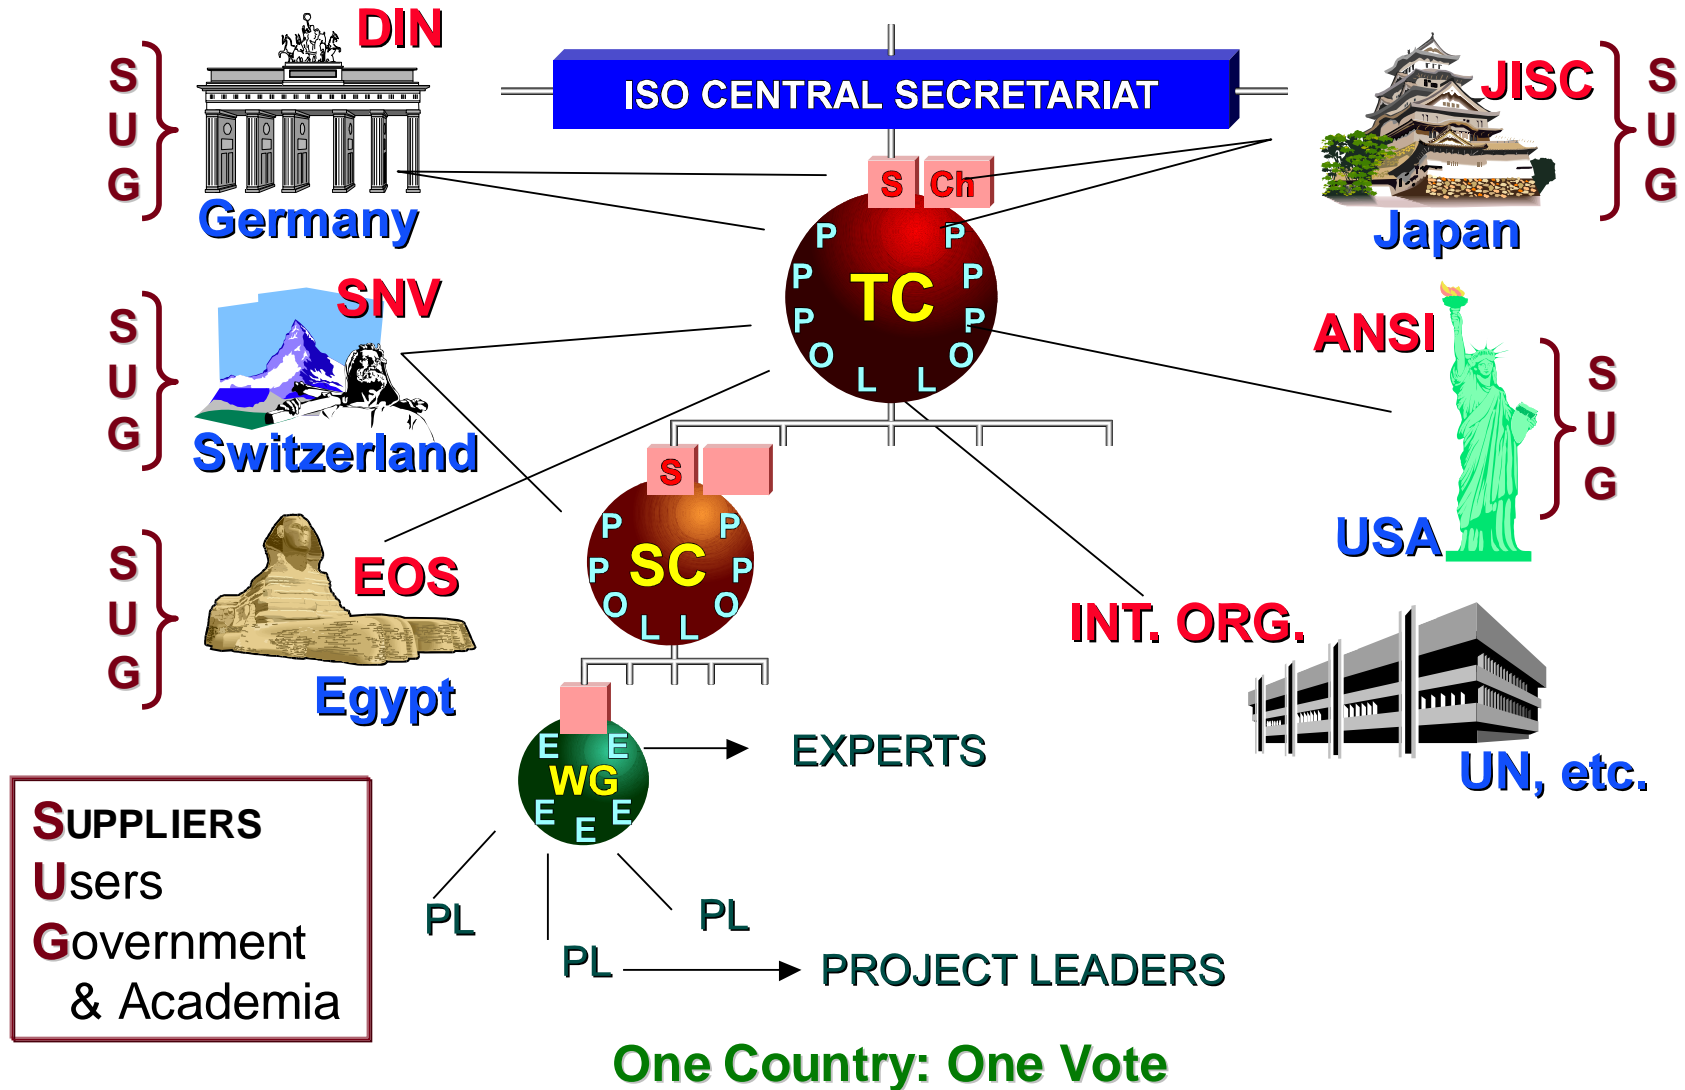 DIN
S
U
G
Germany
ISO CENTRAL SECRETARIAT
JISC
S
U
G
Japan
S Ch
P P
P P
TC
P P
O O
L L
SNV
S
U
G
Switzerland
ANSI
S
U
G
USA
S
P P
SC
P P
O O
L L
EOS
S
U
G
Egypt
INT. ORG.
UN, etc.
E E
WG
E E
E
EXPERTS
PL
PL
PL
PROJECT LEADERS
SUPPLIERS
Users
Government
& Academia
One Country: One Vote